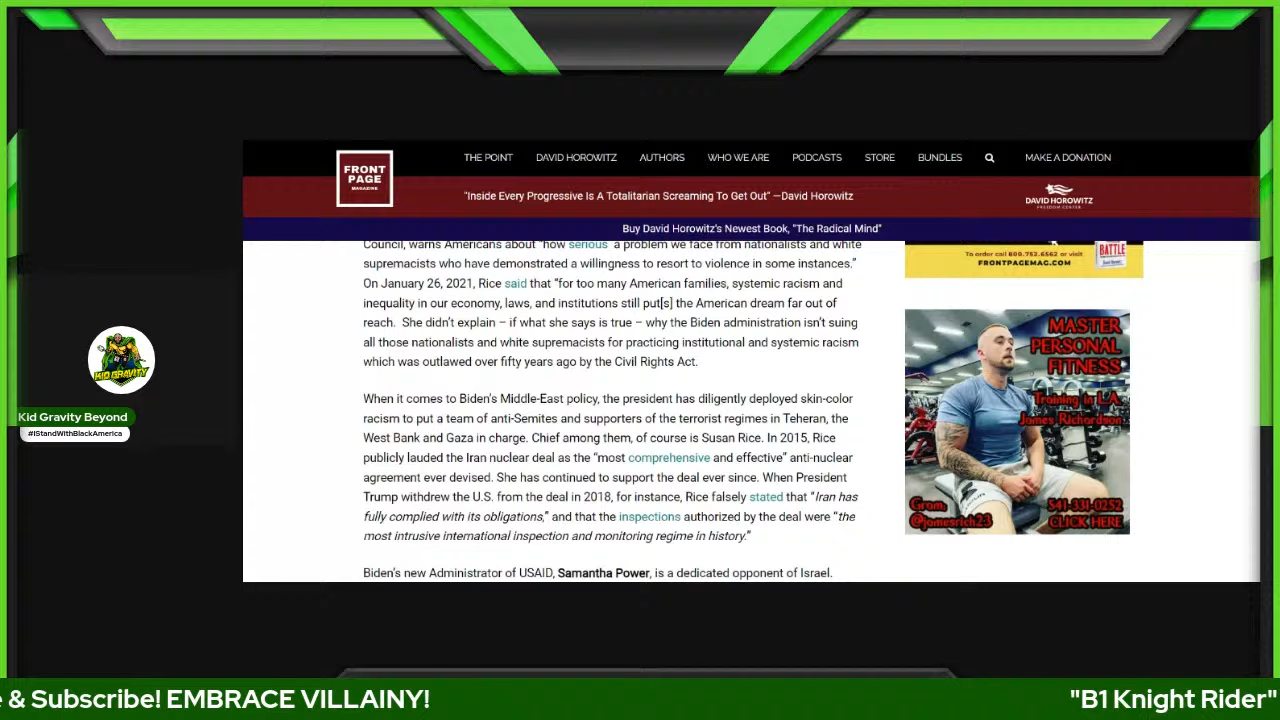 FRONT
PAGE
MAGAZINE
THE POINT DAVID HOROWITZ AUTHORS WHO WE ARE PODCASTS STORE BUNDLES MAKE A DONATION
"Inside Every Progressive Is A Totalitarian Screaming To Get Out" —David Horowitz
DAVID HOROWITZ
FREEDOM CENTER
Buy David Horowitz's Newest Book, "The Radical Mind"
Council, warns Americans about "how serious a problem we face from nationalists and white
supremacists who have demonstrated a willingness to resort to violence in some instances."
On January 26, 2021, Rice said that "for too many American families, systemic racism and
inequality in our economy, laws, and institutions still put[s] the American dream far out of
reach. She didn't explain – if what she says is true – why the Biden administration isn't suing
all those nationalists and white supremacists for practicing institutional and systemic racism
which was outlawed over fifty years ago by the Civil Rights Act.
When it comes to Biden's Middle-East policy, the president has diligently deployed skin-color
racism to put a team of anti-Semites and supporters of the terrorist regimes in Teheran, the
West Bank and Gaza in charge. Chief among them, of course is Susan Rice. In 2015, Rice
publicly lauded the Iran nuclear deal as the "most comprehensive and effective" anti-nuclear
agreement ever devised. She has continued to support the deal ever since. When President
Trump withdrew the U.S. from the deal in 2018, for instance, Rice falsely stated that "Iran has
fully complied with its obligations," and that the inspections authorized by the deal were "the
most intrusive international inspection and monitoring regime in history."
Biden's new Administrator of USAID, Samantha Power, is a dedicated opponent of Israel.
To order call 800.752.6562 or visit
FRONTPAGEMAG.COM
BATTLE
MASTER
PERSONAL
FITNESS
Training in L.A.
James Richardson
Gram,
@jamesrich23
541-331-0252
CLICK HERE
KID GRAVITY
Kid Gravity Beyond
#IStandWithBlackAmerica
e & Subscribe! EMBRACE VILLAINY!
"B1 Knight Rider"